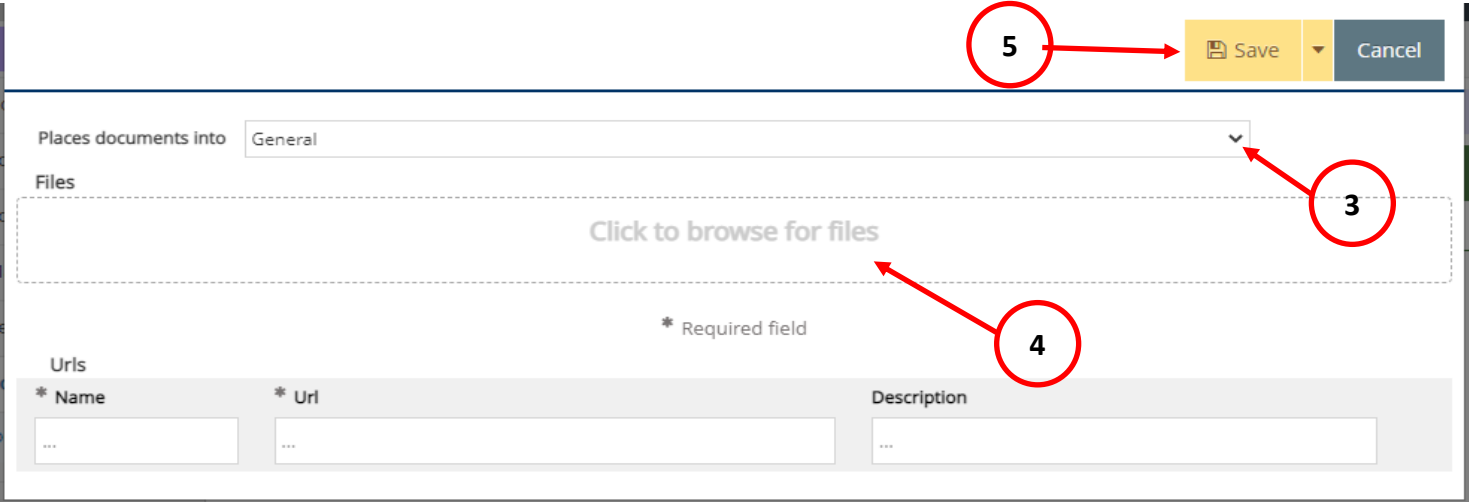 5
Save
Cancel
Places documents into
General
Files
3
Click to browse for files
4
* Required field
Urls
* Name
* Url
Description
...
...
...